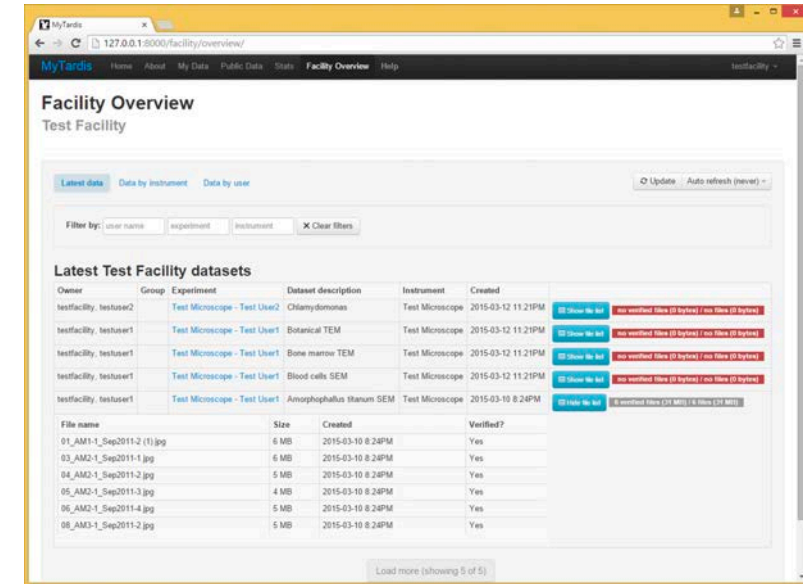 MyTardis
127.0.0.1:8000/facility/overview/
MyTardis Home About My Data Public Data Stats Facility Overview Help testfacility
Facility Overview
Test Facility
Latest data Data by instrument Data by user Update Auto refresh (never)
Filter by: user name experiment instrument Clear filters
Latest Test Facility datasets
Owner Group Experiment Dataset description Instrument Created
testfacility, testuser2 Test Microscope - Test User2 Chlamydomonas Test Microscope 2015-03-12 11:21PM Show file list no verified files (0 bytes) / no files (0 bytes)
testfacility, testuser1 Test Microscope - Test User1 Botanical TEM Test Microscope 2015-03-12 11:21PM Show file list no verified files (0 bytes) / no files (0 bytes)
testfacility, testuser1 Test Microscope - Test User1 Bone marrow TEM Test Microscope 2015-03-12 11:21PM Show file list no verified files (0 bytes) / no files (0 bytes)
testfacility, testuser1 Test Microscope - Test User1 Blood cells SEM Test Microscope 2015-03-12 11:21PM Show file list no verified files (0 bytes) / no files (0 bytes)
testfacility, testuser1 Test Microscope - Test User1 Amorphophallus titanum SEM Test Microscope 2015-03-10 8:24PM Hide file list 6 verified files (31 MB) / 6 files (31 MB)
File name Size Created Verified?
01_AM1-1_Sep2011-2 (1).jpg 6 MB 2015-03-10 8:24PM Yes
03_AM2-1_Sep2011-1.jpg 6 MB 2015-03-10 8:24PM Yes
04_AM2-1_Sep2011-2.jpg 5 MB 2015-03-10 8:24PM Yes
05_AM2-1_Sep2011-3.jpg 4 MB 2015-03-10 8:24PM Yes
06_AM2-1_Sep2011-4.jpg 5 MB 2015-03-10 8:24PM Yes
08_AM3-1_Sep2011-2.jpg 5 MB 2015-03-10 8:24PM Yes
Load more (showing 5 of 5)